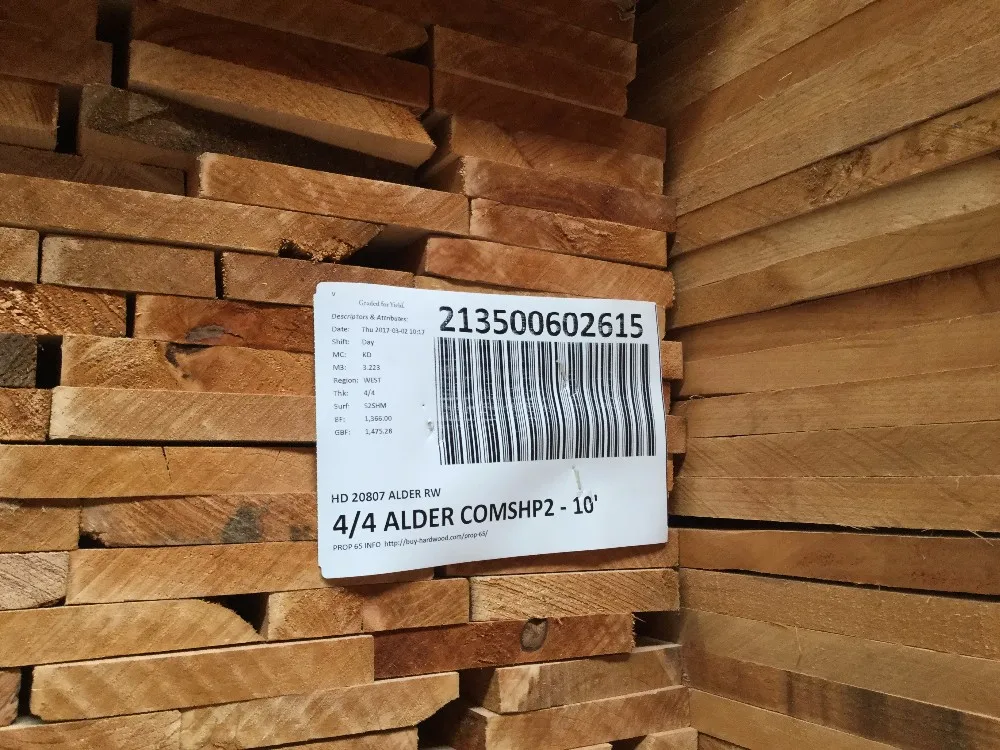 v
Graded for Yield.
Descriptors & Attributes:
Date: Thu 2017-03-02 10:17
Shift: Day
MC: KD
M3: 3.223
Region: WEST
Thk: 4/4
Surf: S2SHM
BF: 1,366.00
GBF: 1,475.28
213500602615
HD 20807 ALDER RW
4/4 ALDER COMSHP2 - 10'
PROP 65 INFO http://buy-hardwood.com/prop-65/